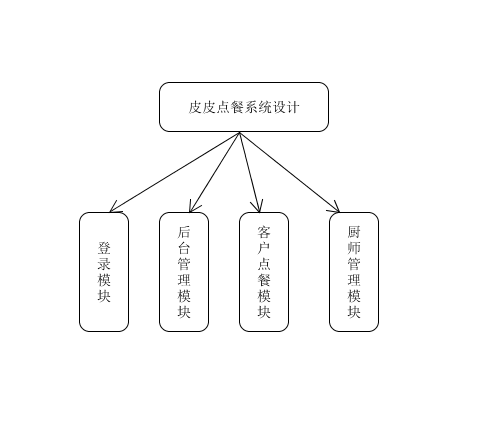 皮皮点餐系统设计
登录模块
后台管理模块
客户点餐模块
厨师管理模块